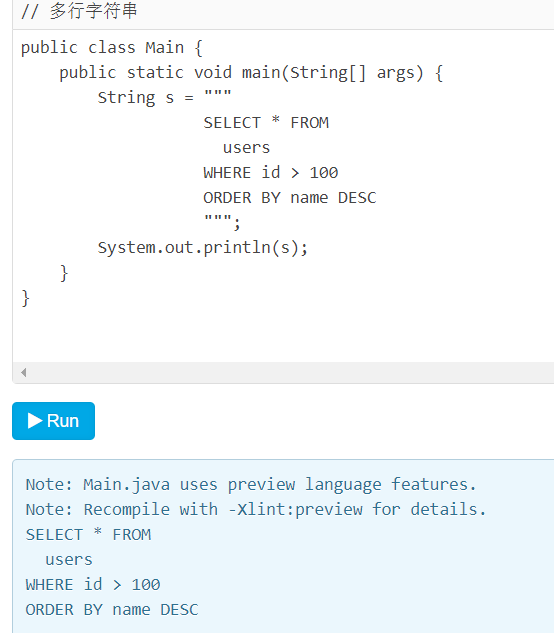 // 多行字符串
public class Main {
    public static void main(String[] args) {
        String s = """
                   SELECT * FROM
                     users
                   WHERE id > 100
                   ORDER BY name DESC
                   """;
        System.out.println(s);
    }
}
Run
Note: Main.java uses preview language features.
Note: Recompile with -Xlint:preview for details.
SELECT * FROM
  users
WHERE id > 100
ORDER BY name DESC